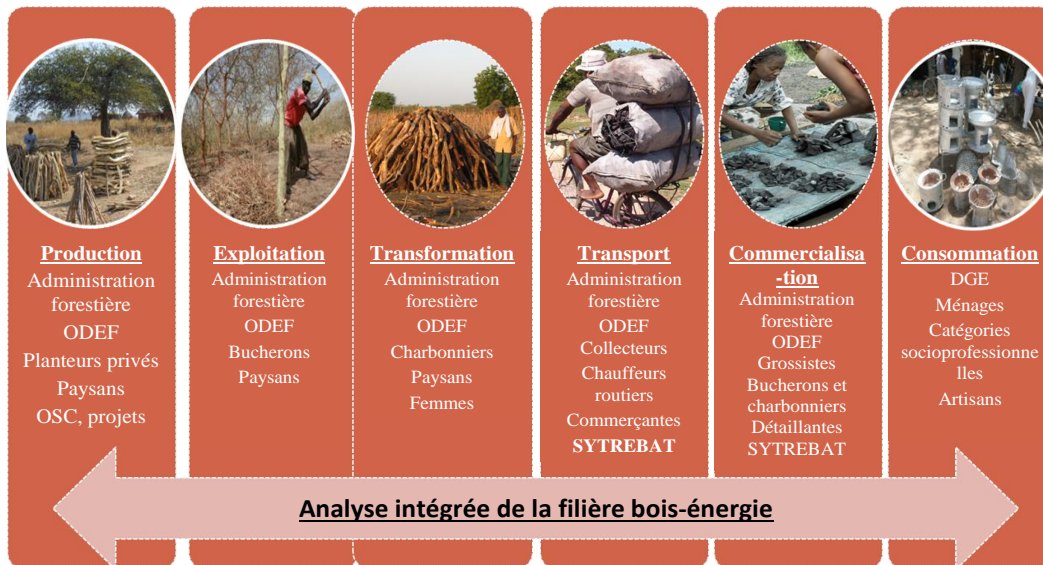 Production
Administration
forestière
ODEF
Planteurs privés
Paysans
OSC, projets
Exploitation
Administration
forestière
ODEF
Bucherons
Paysans
Transformation
Administration
forestière
ODEF
Charbonniers
Paysans
Femmes
Transport
Administration
forestière
ODEF
Collecteurs
Chauffeurs
routiers
Commerçantes
SYTREBAT
Commercialisa
-tion
Administration
forestière
ODEF
Grossistes
Bucherons et
charbonniers
Détaillantes
SYTREBAT
Consommation
DGE
Ménages
Catégories
socioprofessionne
lles
Artisans
Analyse intégrée de la filière bois-énergie